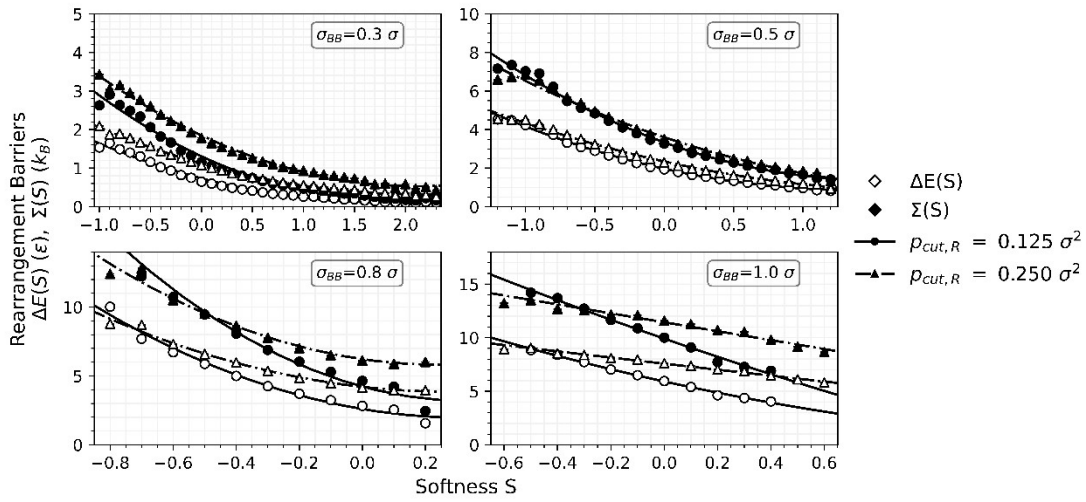 Rearrangement Barriers
ΔE(S) (ε), Σ(S) (k_B)
5
4
3
2
1
0
σ_BB=0.3 σ
−1.0 −0.5 0.0 0.5 1.0 1.5 2.0
10
8
6
4
2
0
σ_BB=0.5 σ
−1.0 −0.5 0.0 0.5 1.0
10
5
0
σ_BB=0.8 σ
−0.8 −0.6 −0.4 −0.2 0.0 0.2
15
10
5
0
σ_BB=1.0 σ
−0.6 −0.4 −0.2 0.0 0.2 0.4 0.6
Softness S
ΔE(S)
Σ(S)
p_cut,R = 0.125 σ²
p_cut,R = 0.250 σ²